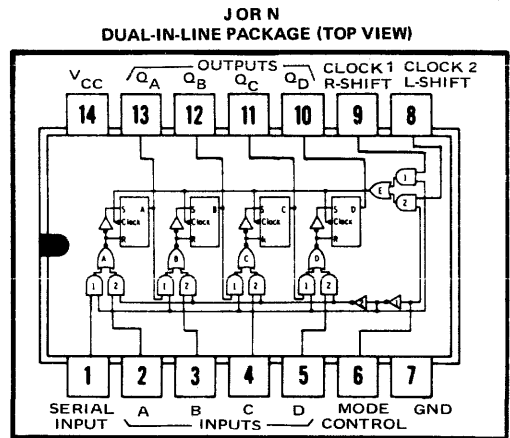 J OR N
DUAL-IN-LINE PACKAGE (TOP VIEW)
OUTPUTS
VCC QA QB QC QD CLOCK 1 R-SHIFT CLOCK 2 L-SHIFT
14 13 12 11 10 9 8
1
E
2
S A S B S C S D
Clock Clock Clock Clock
R R A R
A B C D
1 2 1 2 1 2 1 2
1 2 3 4 5 6 7
SERIAL INPUT A B C D MODE CONTROL GND
INPUTS